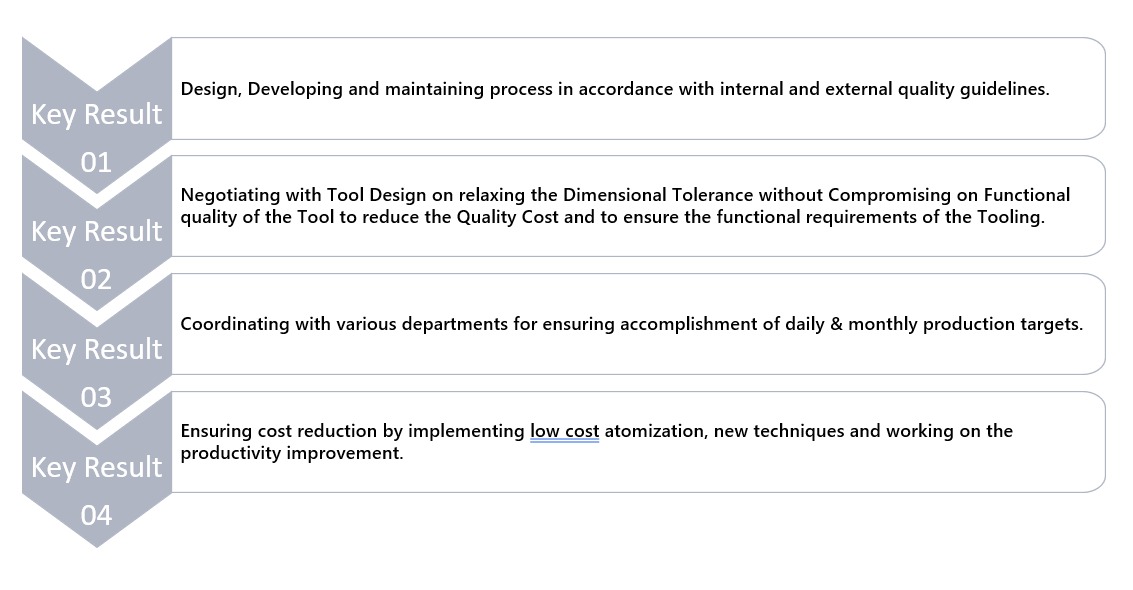 Key Result
01
Design, Developing and maintaining process in accordance with internal and external quality guidelines.
Key Result
02
Negotiating with Tool Design on relaxing the Dimensional Tolerance without Compromising on Functional
quality of the Tool to reduce the Quality Cost and to ensure the functional requirements of the Tooling.
Key Result
03
Coordinating with various departments for ensuring accomplishment of daily & monthly production targets.
Key Result
04
Ensuring cost reduction by implementing low cost atomization, new techniques and working on the
productivity improvement.